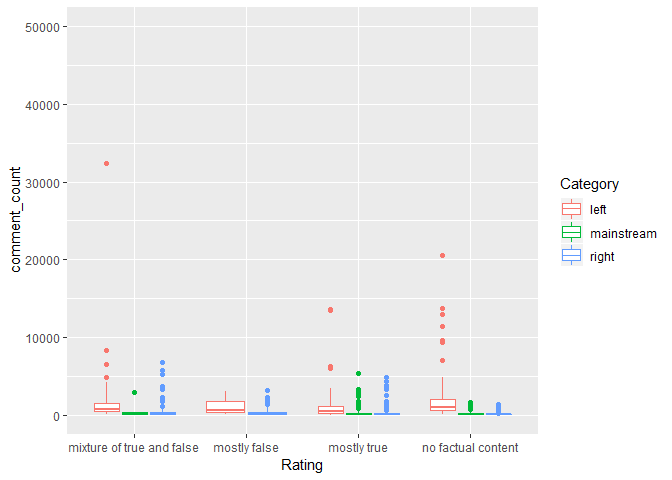 50000
40000
30000
20000
10000
0
comment_count
mixture of true and false
mostly false
mostly true
no factual content
Rating
Category
left
mainstream
right